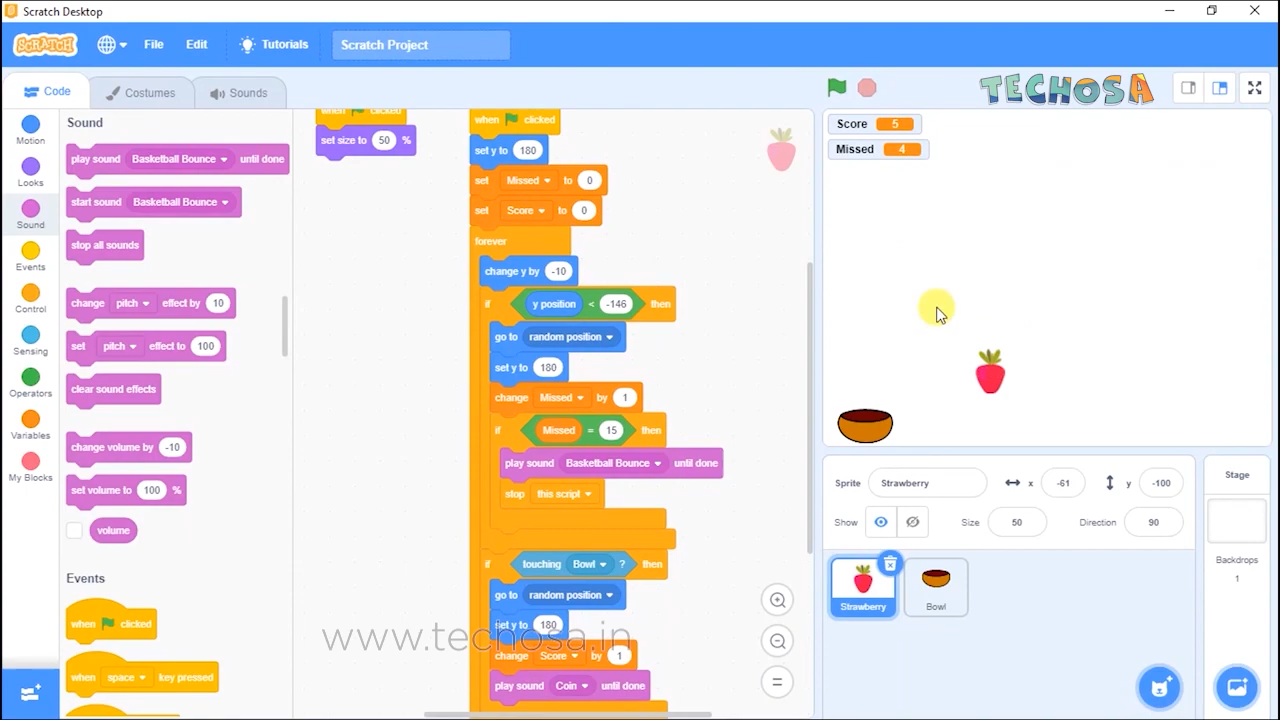 Scratch Desktop
SCRATCH File Edit Tutorials Scratch Project
Code Costumes Sounds
TECHOSA
Motion
Looks
Sound
Events
Control
Sensing
Operators
Variables
My Blocks
Sound
play sound Basketball Bounce until done
start sound Basketball Bounce
stop all sounds
change pitch effect by 10
set pitch effect to 100
clear sound effects
change volume by -10
set volume to 100 %
volume
Events
when clicked
when space key pressed
when clicked
set size to 50 %
when clicked
set y to 180
set Missed to 0
set Score to 0
forever
change y by -10
if y position < -146 then
go to random position
set y to 180
change Missed by 1
if Missed = 15 then
play sound Basketball Bounce until done
stop this script
if touching Bowl ? then
go to random position
set y to 180
change Score by 1
play sound Coin until done
www.techosa.in
Score 5
Missed 4
Sprite Strawberry x -61 y -100
Show Size 50 Direction 90
Strawberry
Bowl
Stage
Backdrops
1